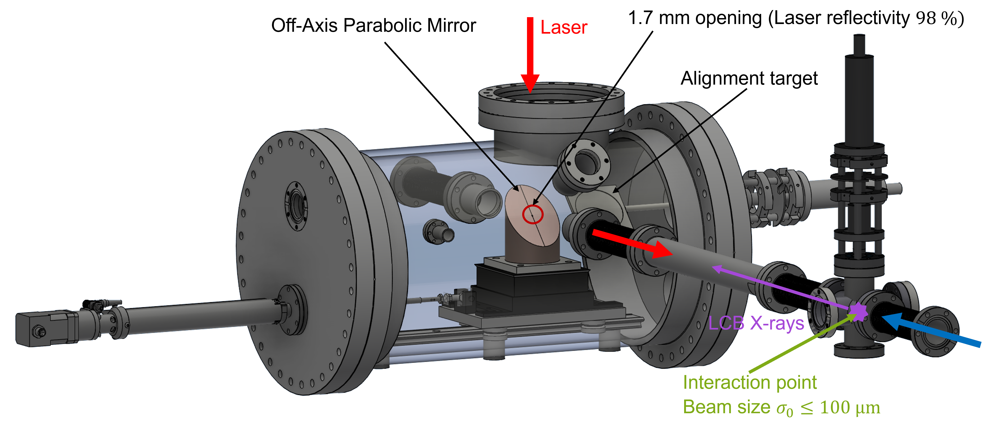 Off-Axis Parabolic Mirror
Laser
1.7 mm opening (Laser reflectivity 98 %)
Alignment target
LCB X-rays
Interaction point
Beam size σ₀ ≤ 100 μm